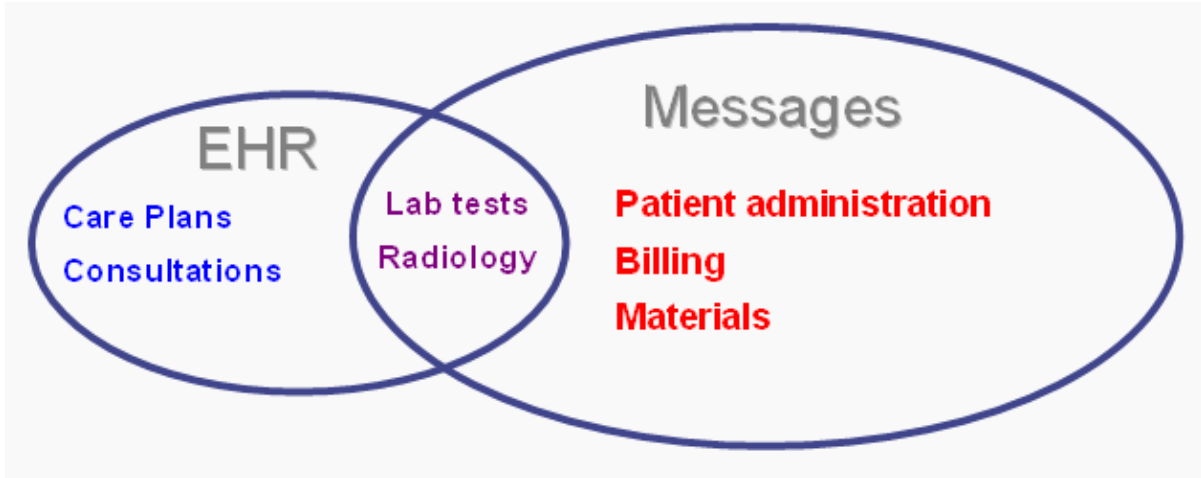 EHR
Care Plans
Consultations
Lab tests
Radiology
Messages
Patient administration
Billing
Materials